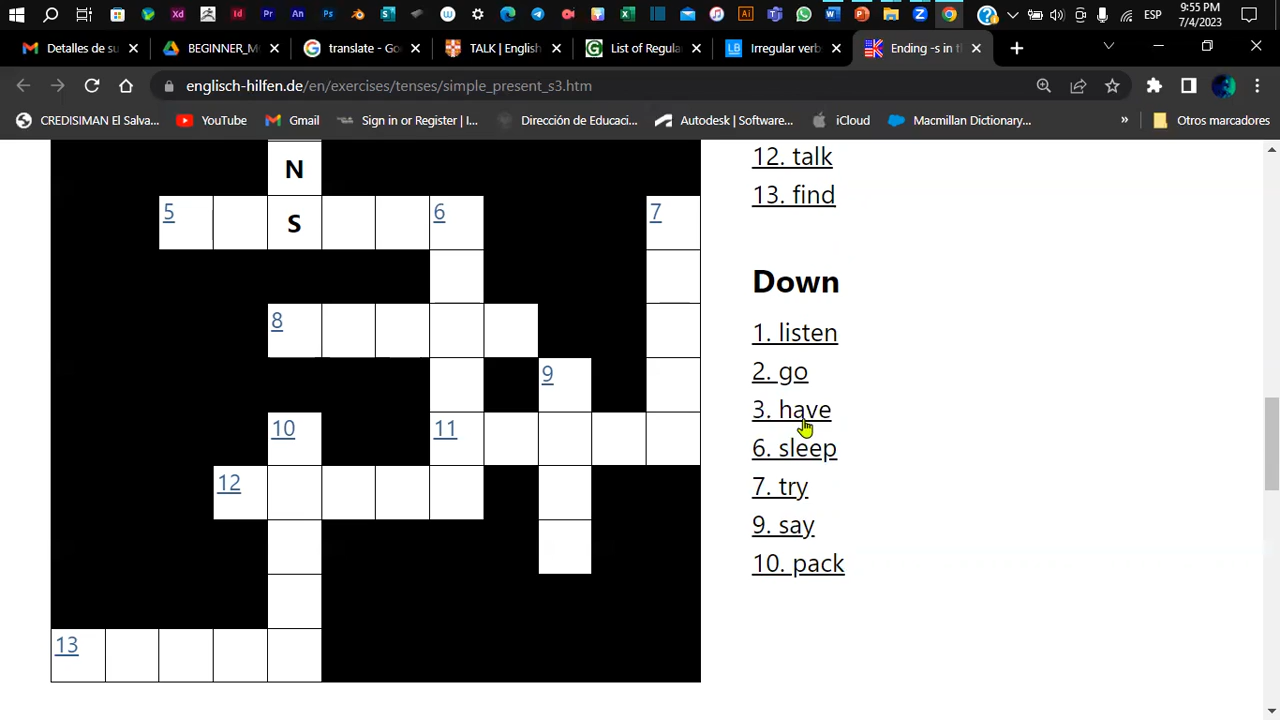 ESP
9:55 PM
7/4/2023
Detalles de su
BEGINNER_M
translate - Go
TALK | English
List of Regula
Irregular verb
Ending -s in t
englisch-hilfen.de/en/exercises/tenses/simple_present_s3.htm
CREDISIMAN El Salva...
YouTube
Gmail
Sign in or Register | I...
Dirección de Educaci...
Autodesk | Software...
iCloud
Macmillan Dictionary...
»
Otros marcadores
N
5 S 6 7
8
9
10 11
12
13
12. talk
13. find
Down
1. listen
2. go
3. have
6. sleep
7. try
9. say
10. pack